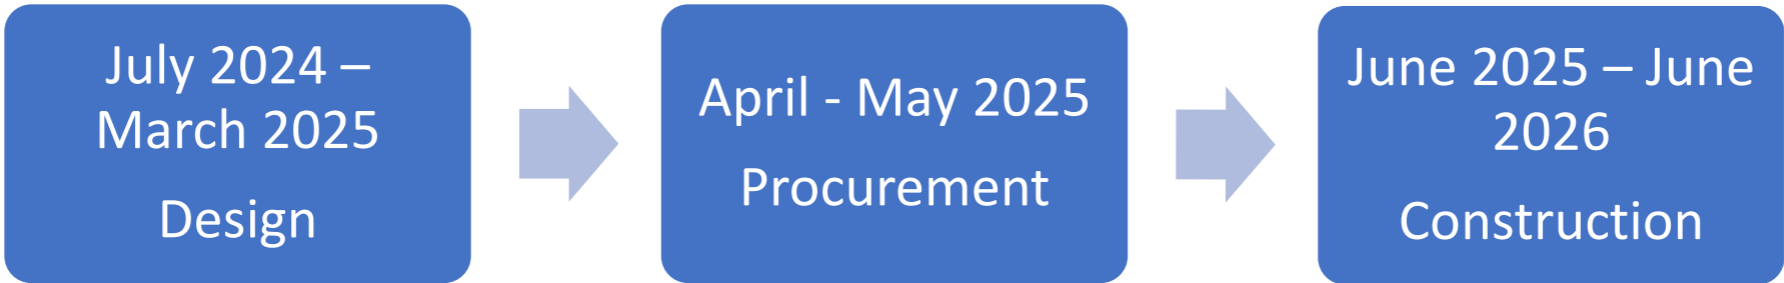 July 2024 –
March 2025
Design
April - May 2025
Procurement
June 2025 – June
2026
Construction